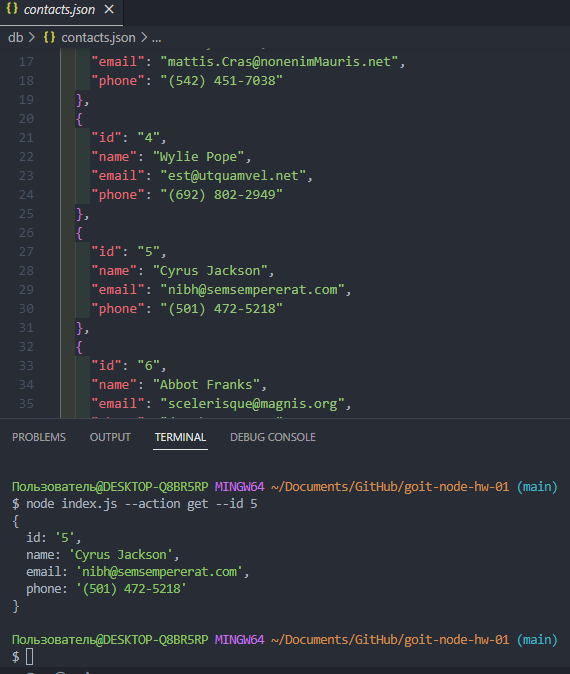 {} contacts.json ×
db > {} contacts.json > ...
17 "email": "mattis.Cras@nonenimMauris.net",
18 "phone": "(542) 451-7038"
19 },
20 {
21 "id": "4",
22 "name": "Wylie Pope",
23 "email": "est@utquamvel.net",
24 "phone": "(692) 802-2949"
25 },
26 {
27 "id": "5",
28 "name": "Cyrus Jackson",
29 "email": "nibh@semsempererat.com",
30 "phone": "(501) 472-5218"
31 },
32 {
33 "id": "6",
34 "name": "Abbot Franks",
35 "email": "scelerisque@magnis.org",
PROBLEMS OUTPUT TERMINAL DEBUG CONSOLE
Пользователь@DESKTOP-Q8BR5RP MINGW64 ~/Documents/GitHub/goit-node-hw-01 (main)
$ node index.js --action get --id 5
{
id: '5',
name: 'Cyrus Jackson',
email: 'nibh@semsempererat.com',
phone: '(501) 472-5218'
}
Пользователь@DESKTOP-Q8BR5RP MINGW64 ~/Documents/GitHub/goit-node-hw-01 (main)
$